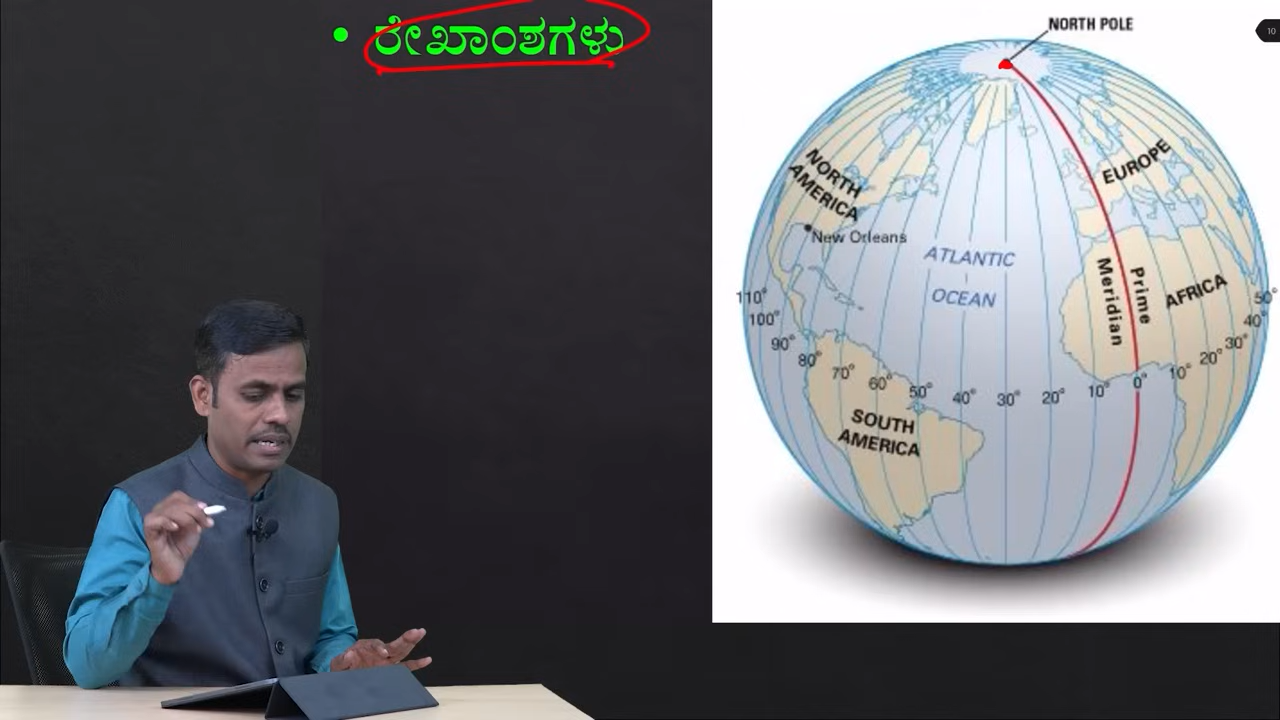 • ರೇಖಾಂಶಗಳು
NORTH POLE
10
EUROPE
NORTH
AMERICA
New Orleans
ATLANTIC
OCEAN
Prime
Meridian
AFRICA
110° 100° 90° 80° 70° 60° 50° 40° 30° 20° 10° 0° 10° 20° 30° 40° 50°
SOUTH
AMERICA